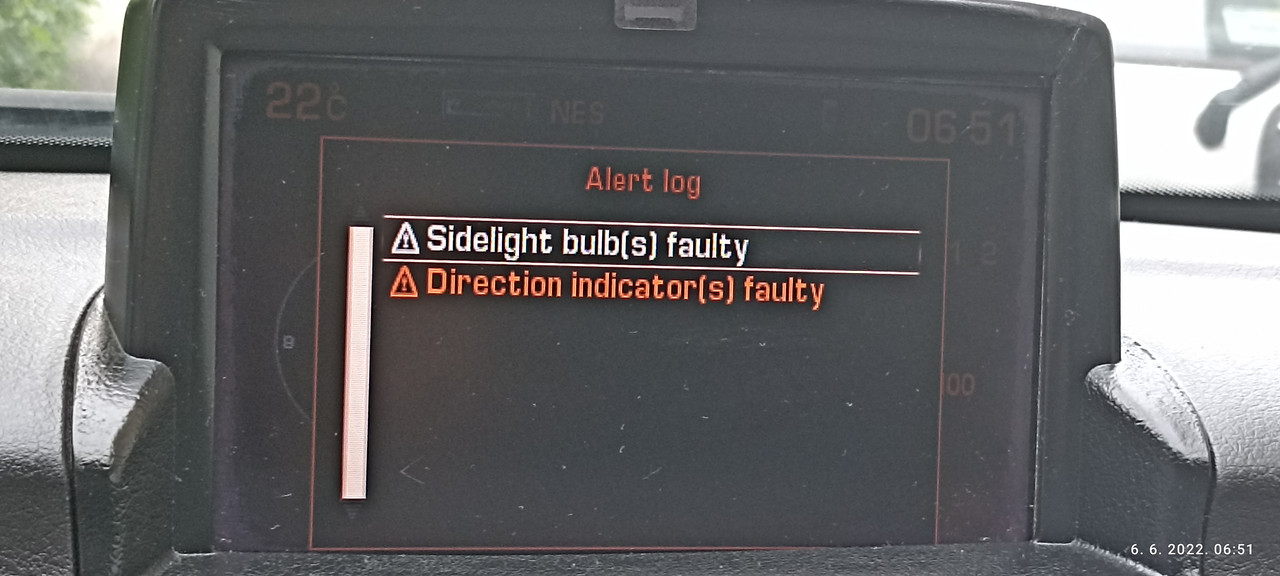 22°C
NES
06:51
Alert log
Sidelight bulb(s) faulty
Direction indicator(s) faulty
6. 6. 2022. 06:51